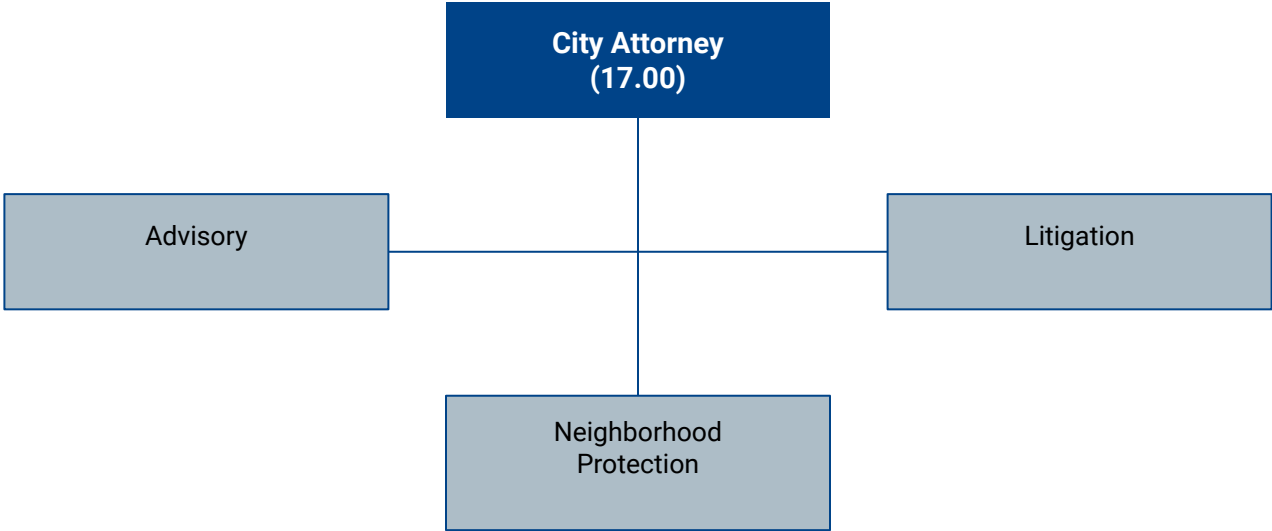 City Attorney
(17.00)
Advisory
Litigation
Neighborhood
Protection